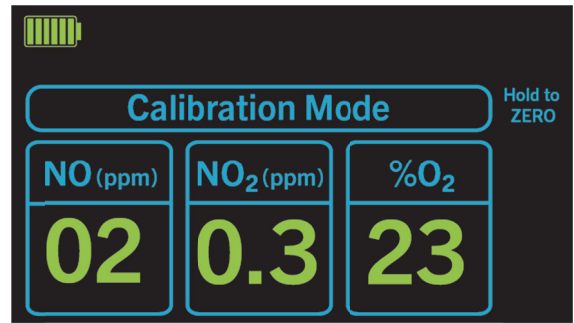 Calibration Mode
Hold to
ZERO
NO (ppm)
NO₂ (ppm)
%O₂
02
0.3
23